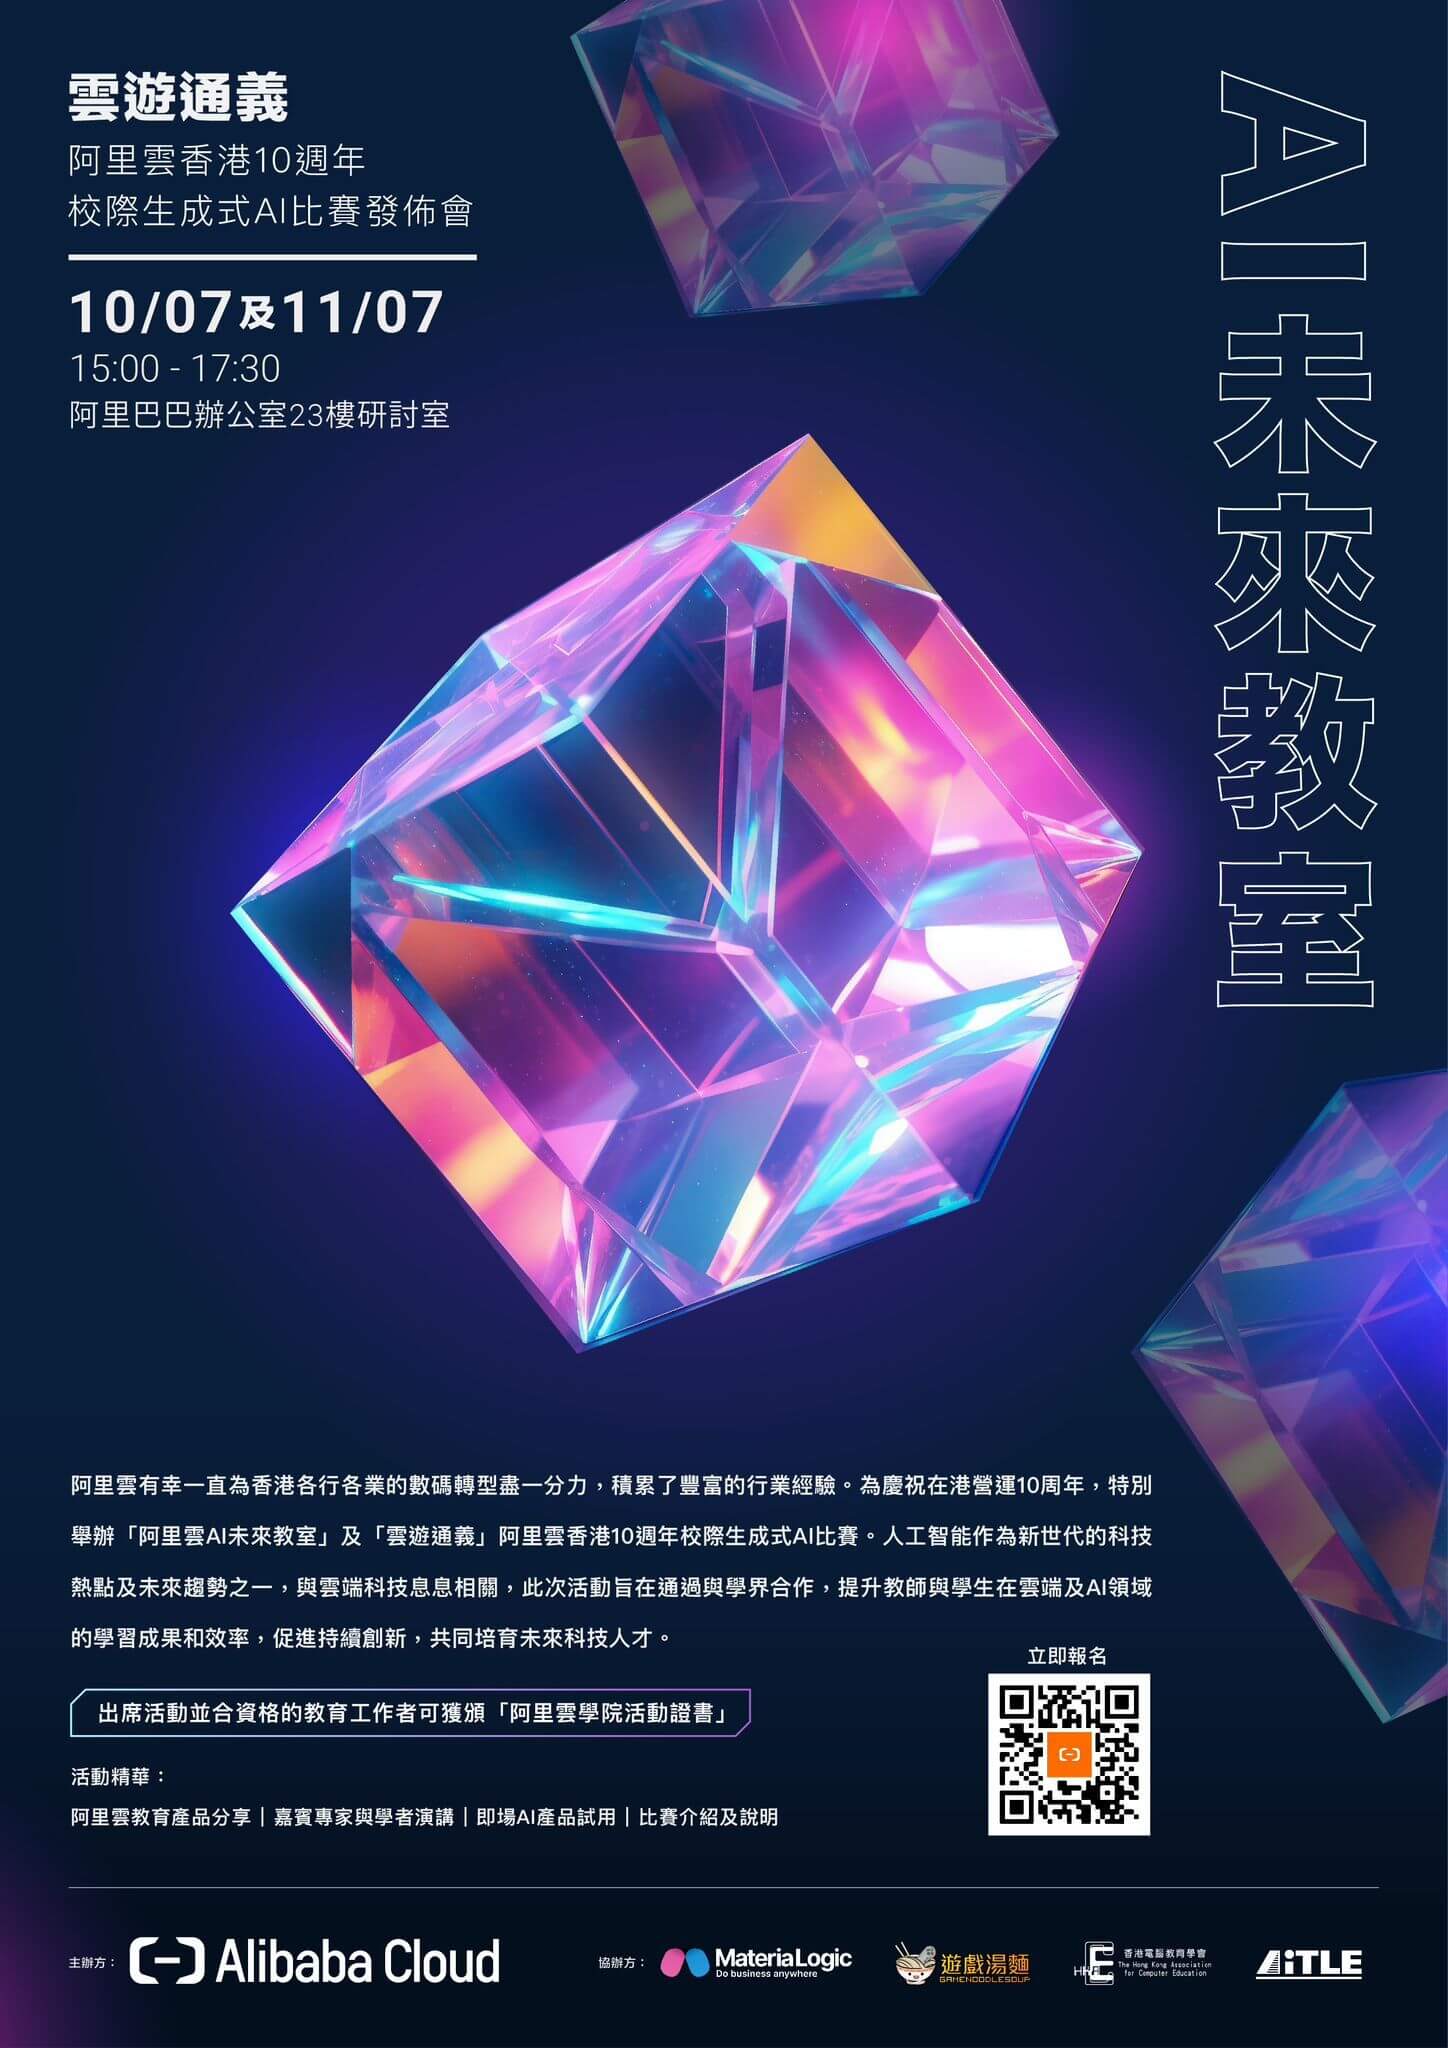 雲遊通義
阿里雲香港10週年
校際生成式AI比賽發佈會
10/07及11/07
15:00 - 17:30
阿里巴巴辦公室23樓研討室
AI未來教室
阿里雲有幸一直為香港各行各業的數碼轉型盡一分力，積累了豐富的行業經驗。為慶祝在港營運10周年，特別
舉辦「阿里雲AI未來教室」及「雲遊通義」阿里雲香港10週年校際生成式AI比賽。人工智能作為新世代的科技
熱點及未來趨勢之一，與雲端科技息息相關，此次活動旨在通過與學界合作，提升教師與學生在雲端及AI領域
的學習成果和效率，促進持續創新，共同培育未來科技人才。
出席活動並合資格的教育工作者可獲頒「阿里雲學院活動證書」
活動精華：
阿里雲教育產品分享｜嘉賓專家與學者演講｜即場AI產品試用｜比賽介紹及說明
立即報名
主辦方：
Alibaba Cloud
協辦方：
MateriaLogic
Do business anywhere
遊戲湯麵
GAMENOODLESOUP
香港電腦教育學會
The Hong Kong Association
for Computer Education
AiTLE